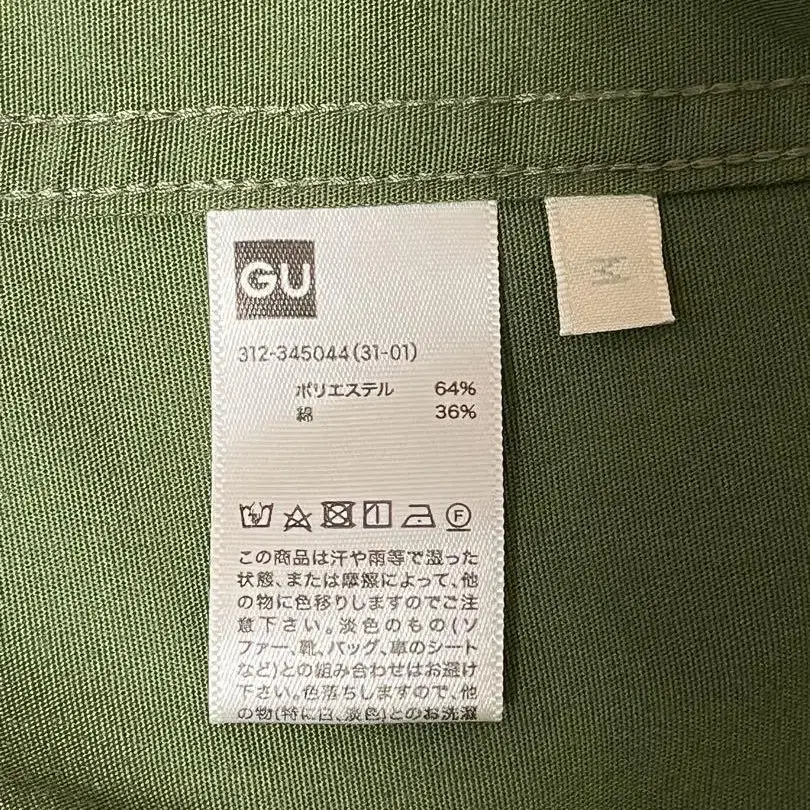 GU
312-345044(31-01)
ポリエステル 64%
綿 36%
F
この商品は汗や雨等で湿った
状態、または摩擦によって、他
の物に色移りしますのでご注
意下さい。淡色のもの(ソ
ファー、靴、バッグ、車のシート
など)との組み合わせはお避け
下さい。色落ちしますので、他
の物(特に白、淡色)とのお洗濯
M